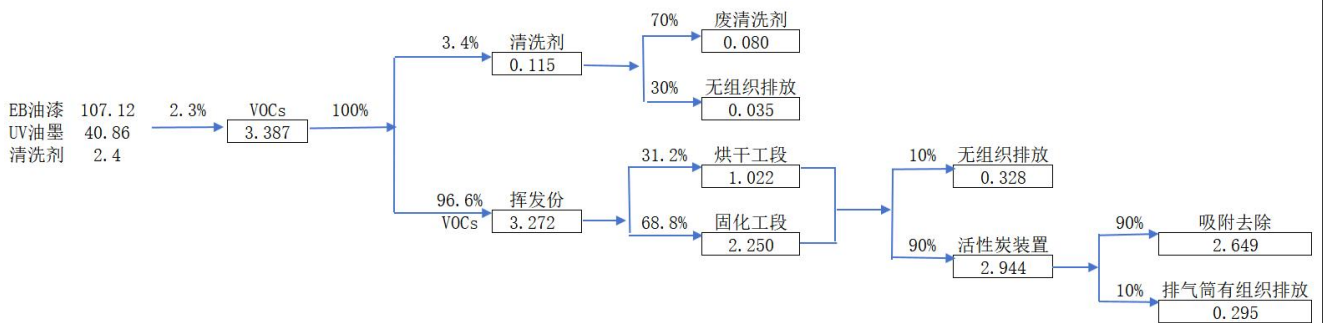 70% 废清洗剂
0.080
3.4% 清洗剂
0.115
30% 无组织排放
0.035
EB油漆 107.12 2.3% VOCs 100%
UV油墨 40.86 3.387
清洗剂 2.4
31.2% 烘干工段
1.022
10% 无组织排放
0.328
96.6% 挥发份
VOCs 3.272
68.8% 固化工段
2.250
90% 活性炭装置
2.944
90% 吸附去除
2.649
10% 排气筒有组织排放
0.295